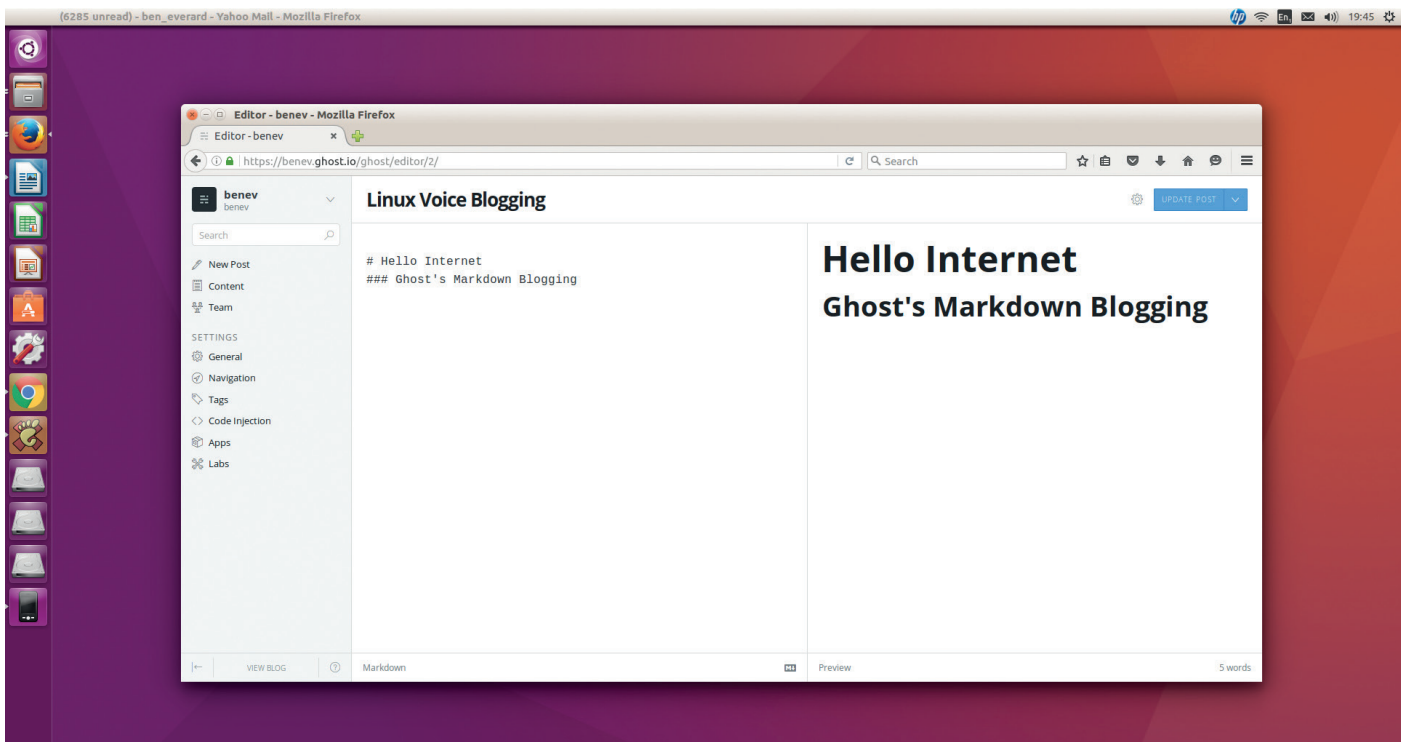 (6285 unread) - ben_everard - Yahoo Mail - Mozilla Firefox
hp En 19:45
Editor - benev - Mozilla Firefox
Editor - benev
https://benev.ghost.io/ghost/editor/2/
Search
benev
benev
Linux Voice Blogging
UPDATE POST
Search
New Post
Content
Team
SETTINGS
General
Navigation
Tags
Code Injection
Apps
Labs
# Hello Internet
### Ghost's Markdown Blogging
Hello Internet
Ghost's Markdown Blogging
VIEW BLOG
Markdown
Preview
5 words